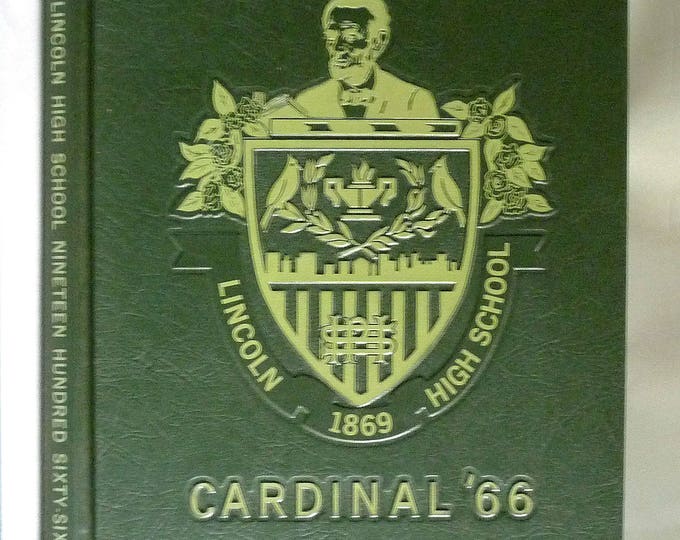 LINCOLN HIGH SCHOOL NINETEEN HUNDRED SIXTY-SIX
LINCOLN
HIGH SCHOOL
1869
CARDINAL '66